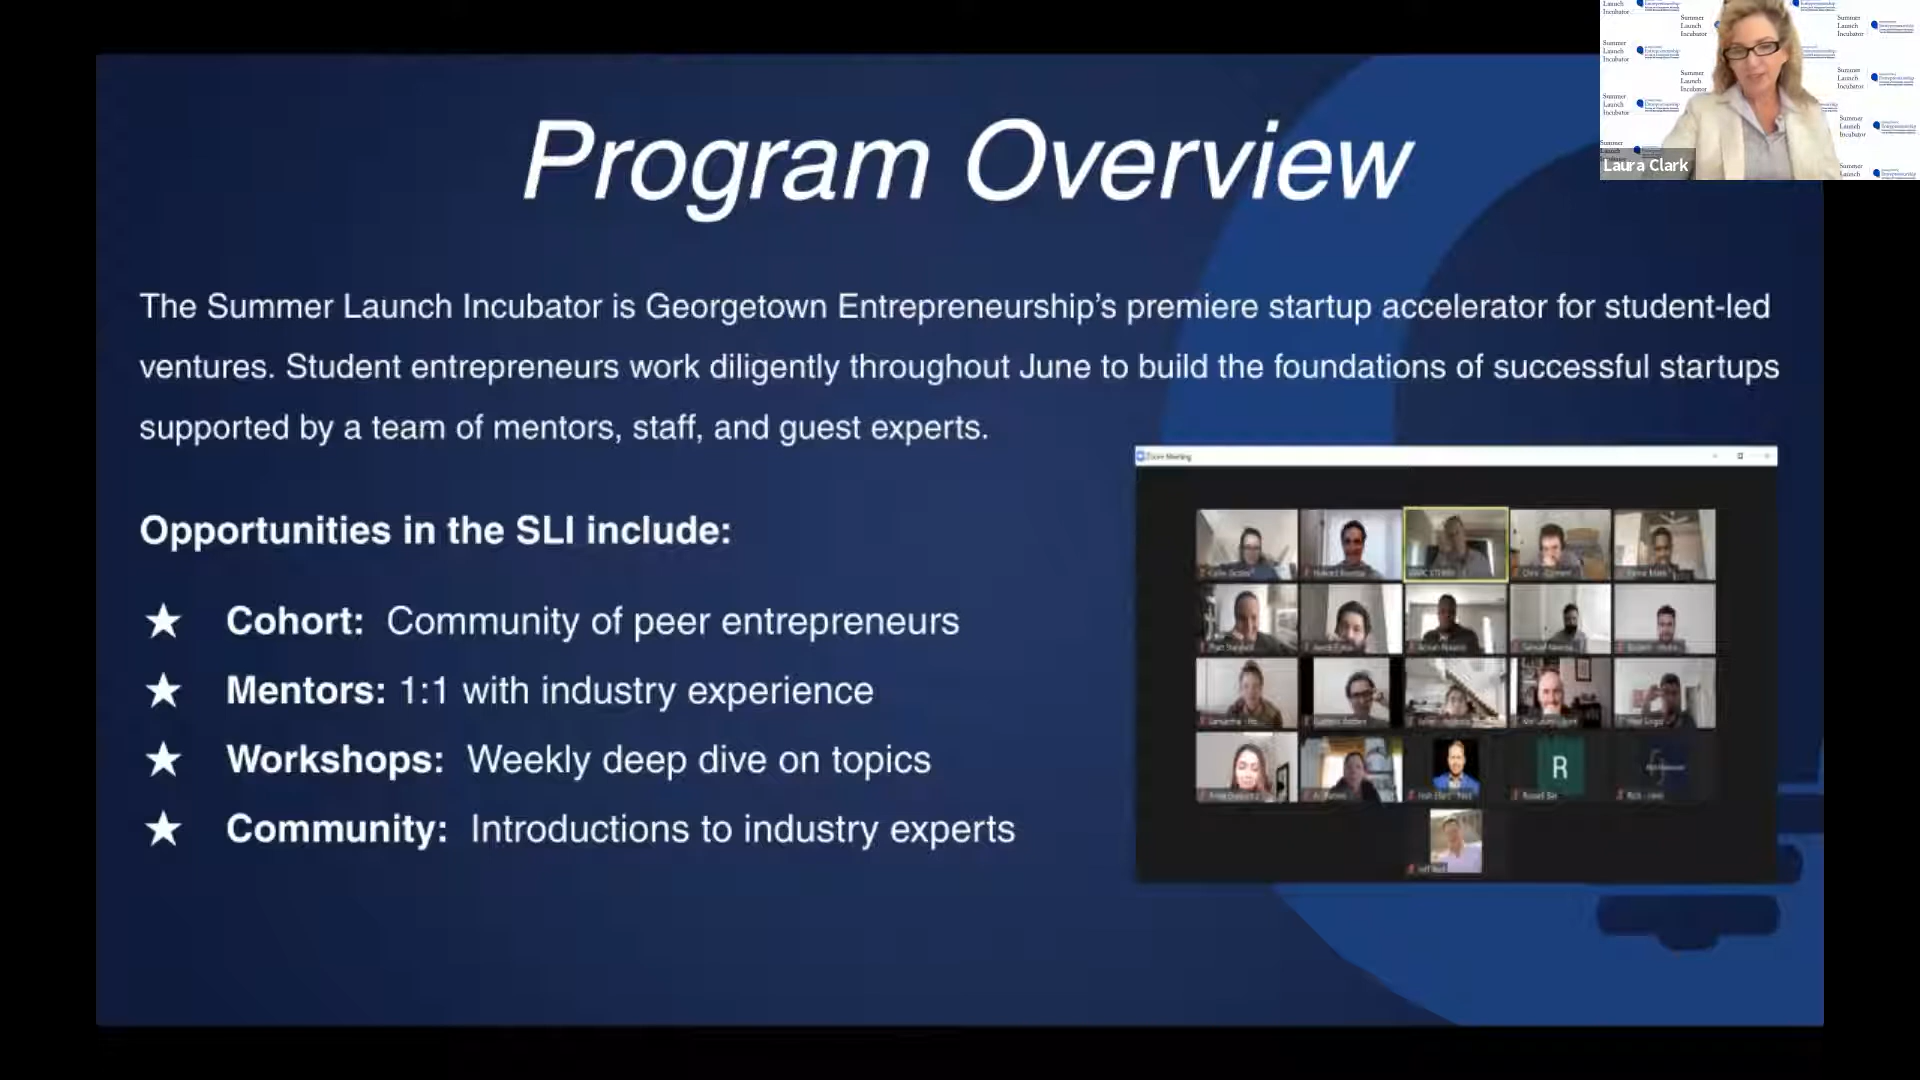 Program Overview
The Summer Launch Incubator is Georgetown Entrepreneurship’s premiere startup accelerator for student-led
ventures. Student entrepreneurs work diligently throughout June to build the foundations of successful startups
supported by a team of mentors, staff, and guest experts.
Opportunities in the SLI include:
★ Cohort: Community of peer entrepreneurs
★ Mentors: 1:1 with industry experience
★ Workshops: Weekly deep dive on topics
★ Community: Introductions to industry experts
Zoom Meeting
R
Laura Clark
Summer
Launch
Incubator
Entrepreneurship